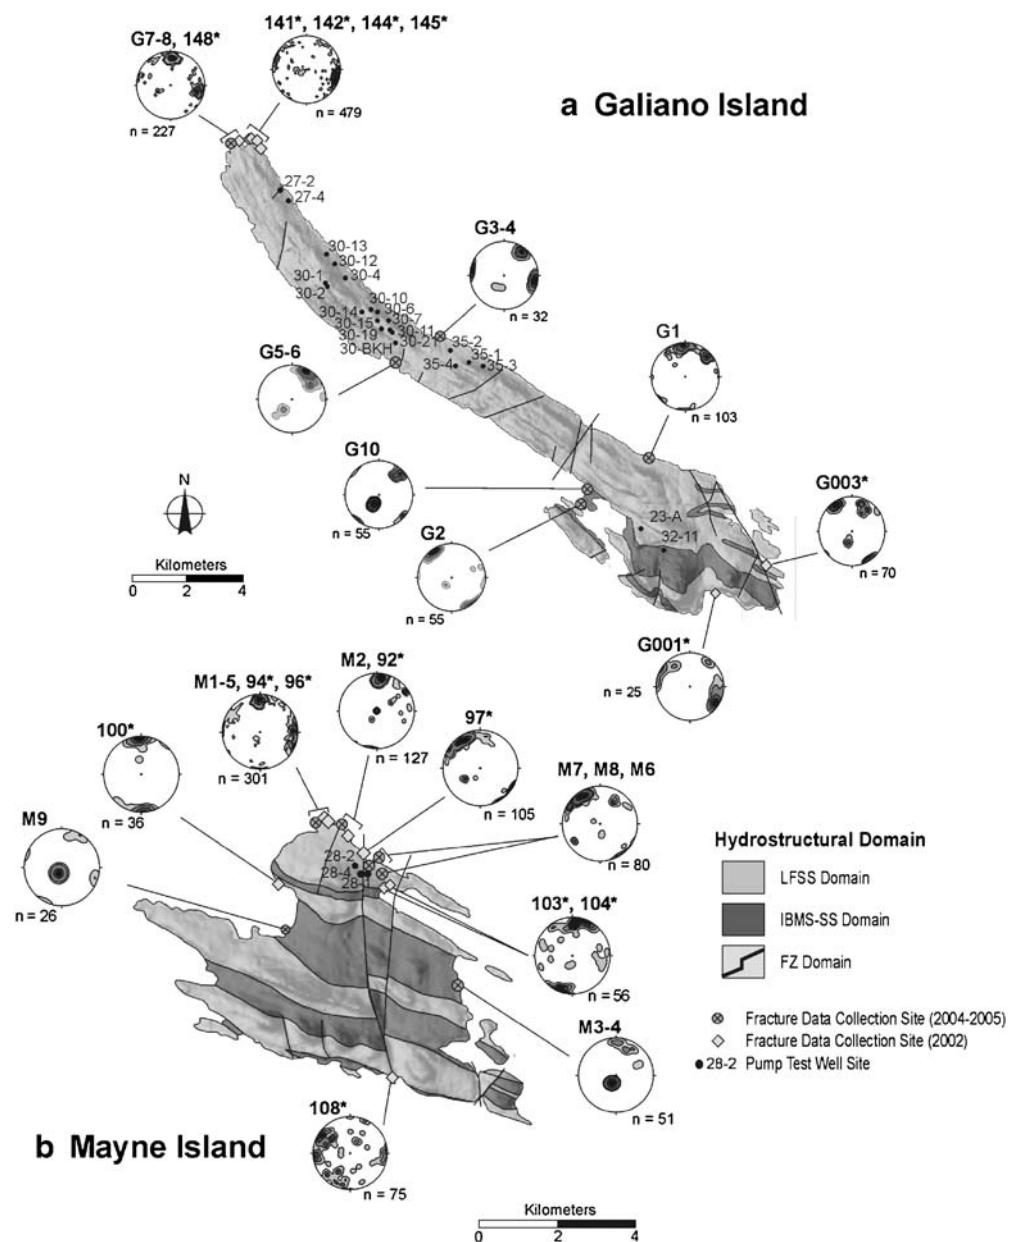 141*, 142*, 144*, 145*
G7-8, 148*
n = 227
n = 479
a Galiano Island
27-2
27-4
G3-4
n = 32
30-13
30-12
30-1
30-4
30-2
30-10
30-14
30-6
30-15
30-7
30-19
30-11
30-BKH
30-21
35-2
35-1
35-4
35-3
G5-6
G1
n = 103
G10
n = 55
G2
n = 55
N
Kilometers
0 2 4
23-A
32-11
G003*
n = 70
G001*
n = 25
M2, 92*
n = 127
M1-5, 94*, 96*
n = 301
100*
n = 36
97*
n = 105
M7, M8, M6
n = 80
M9
n = 26
28-2
28-4
28-1
103*, 104*
n = 56
M3-4
n = 51
108*
n = 75
b Mayne Island
Kilometers
0 2 4
Hydrostructural Domain
LFSS Domain
IBMS-SS Domain
FZ Domain
Fracture Data Collection Site (2004-2005)
Fracture Data Collection Site (2002)
28-2 Pump Test Well Site